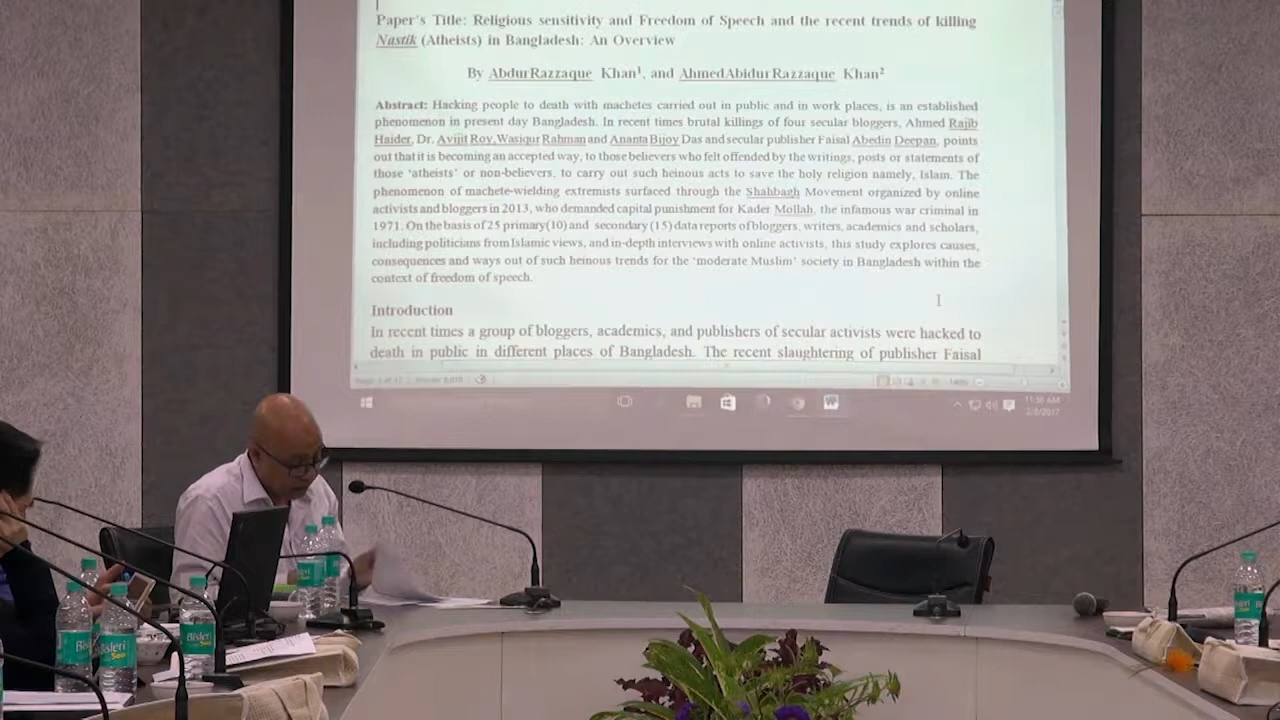 Paper's Title: Religious sensitivity and Freedom of Speech and the recent trends of killing
Nastik (Atheists) in Bangladesh: An Overview
By AbdurRazzaque Khan¹, and AhmedAbidurRazzaque Khan²
Abstract: Hacking people to death with machetes carried out in public and in work places, is an established
phenomenon in present day Bangladesh. In recent times brutal killings of four secular bloggers, Ahmed Rajib
Haider, Dr. Avijit Roy, Wasiqur Rahman and Ananta Bijoy Das and secular publisher Faisal Abedin Deepan, points
out that it is becoming an accepted way, to those believers who felt offended by the writings, posts or statements of
those 'atheists' or non-believers, to carry out such heinous acts to save the holy religion namely, Islam. The
phenomenon of machete-wielding extremists surfaced through the Shahbagh Movement organized by online
activists and bloggers in 2013, who demanded capital punishment for Kader Mollah, the infamous war criminal in
1971. On the basis of 25 primary(10) and secondary (15) data reports of bloggers, writers, academics and scholars,
including politicians from Islamic views, and in-depth interviews with online activists, this study explores causes,
consequences and ways out of such heinous trends for the 'moderate Muslim' society in Bangladesh within the
context of freedom of speech.
Introduction
In recent times a group of bloggers, academics, and publishers of secular activists were hacked to
death in public in different places of Bangladesh. The recent slaughtering of publisher Faisal
11:36 AM
2/8/2017
Bisleri
Bisleri
Bisleri